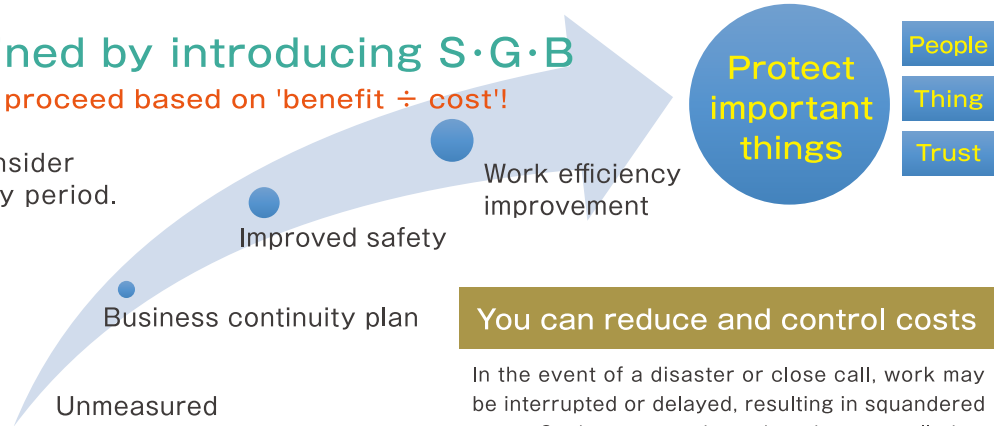 ned by introducing S·G·B
proceed based on 'benefit ÷ cost'!
nsider
y period.
Work efficiency
improvement
Improved safety
Business continuity plan
Unmeasured
Protect
important
things
People
Thing
Trust
You can reduce and control costs
In the event of a disaster or close call, work may
be interrupted or delayed, resulting in squandered